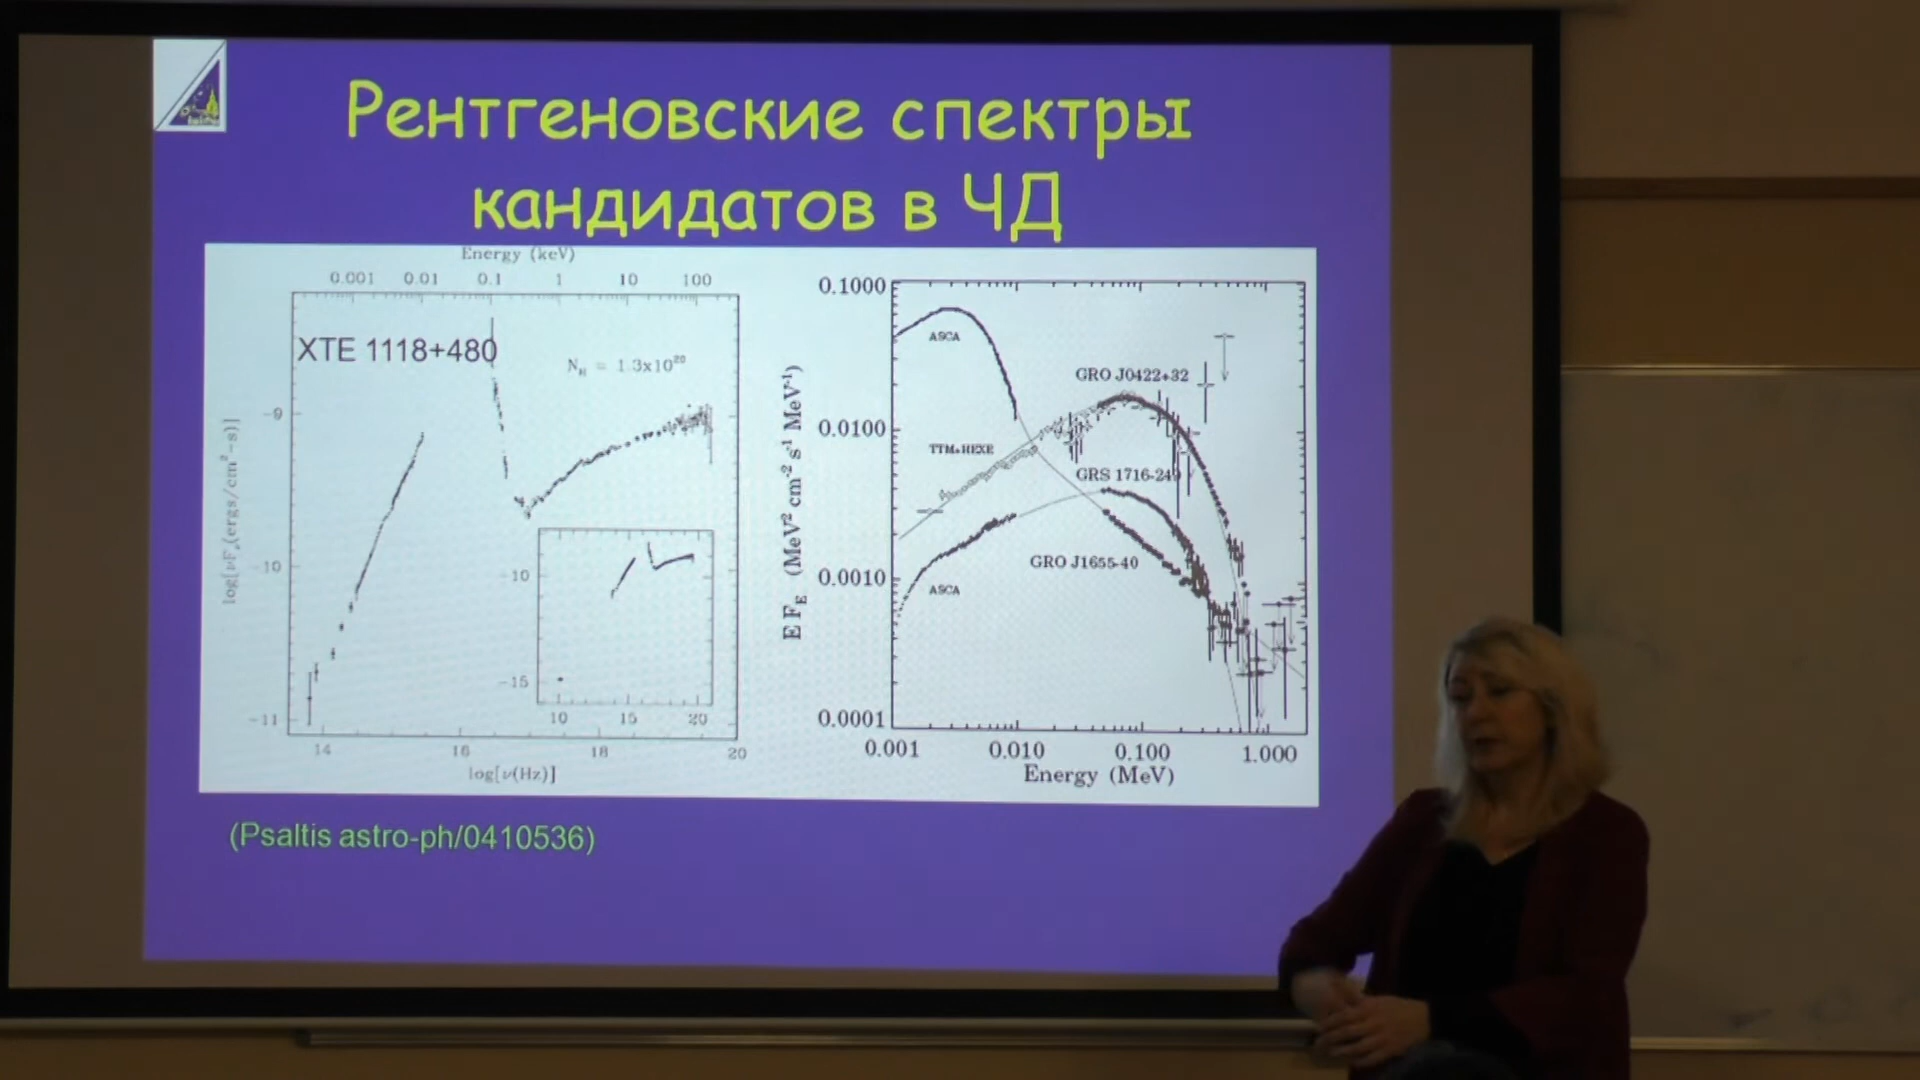 Рентгеновские спектры
кандидатов в ЧД
Energy (keV)
0.001 0.01 0.1 1 10 100
XTE 1118+480
N_H = 1.3x10^20
log[νF_ν(ergs/cm²-s)]
-9
-10
-11
-10
-15
10 15 20
14 16 18 20
log[ν(Hz)]
0.1000
0.0100
0.0010
0.0001
E F_E (MeV² cm⁻² s⁻¹ MeV⁻¹)
ASCA
GRO J0422+32
TTM+HEXE
GRS 1716-249
GRO J1655-40
ASCA
0.001 0.010 0.100 1.000
Energy (MeV)
(Psaltis astro-ph/0410536)